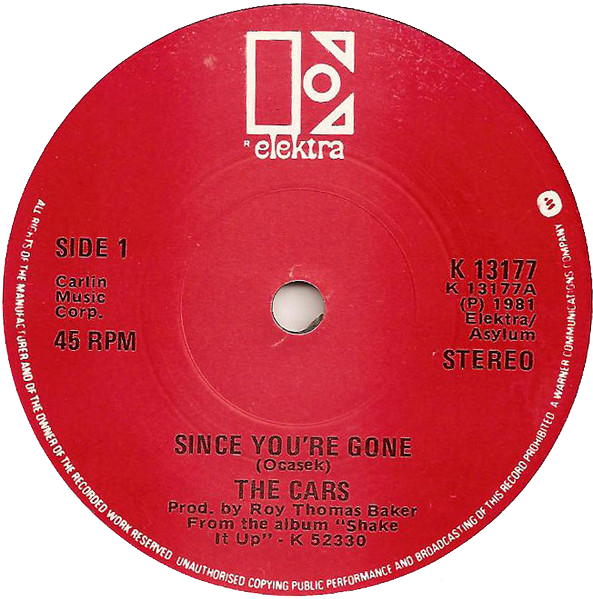 R elektra
SIDE 1
Carlin
Music
Corp.
45 RPM
K 13177
K 13177A
(P) 1981
Elektra/
Asylum
STEREO
SINCE YOU'RE GONE
(Ocasek)
THE CARS
Prod. by Roy Thomas Baker
From the album "Shake
It Up" - K 52330
ALL RIGHTS OF THE MANUFACTURER AND OF THE OWNER OF THE RECORDED WORK RESERVED UNAUTHORISED COPYING PUBLIC PERFORMANCE AND BROADCASTING OF THIS RECORD PROHIBITED A WARNER COMMUNICATIONS COMPANY